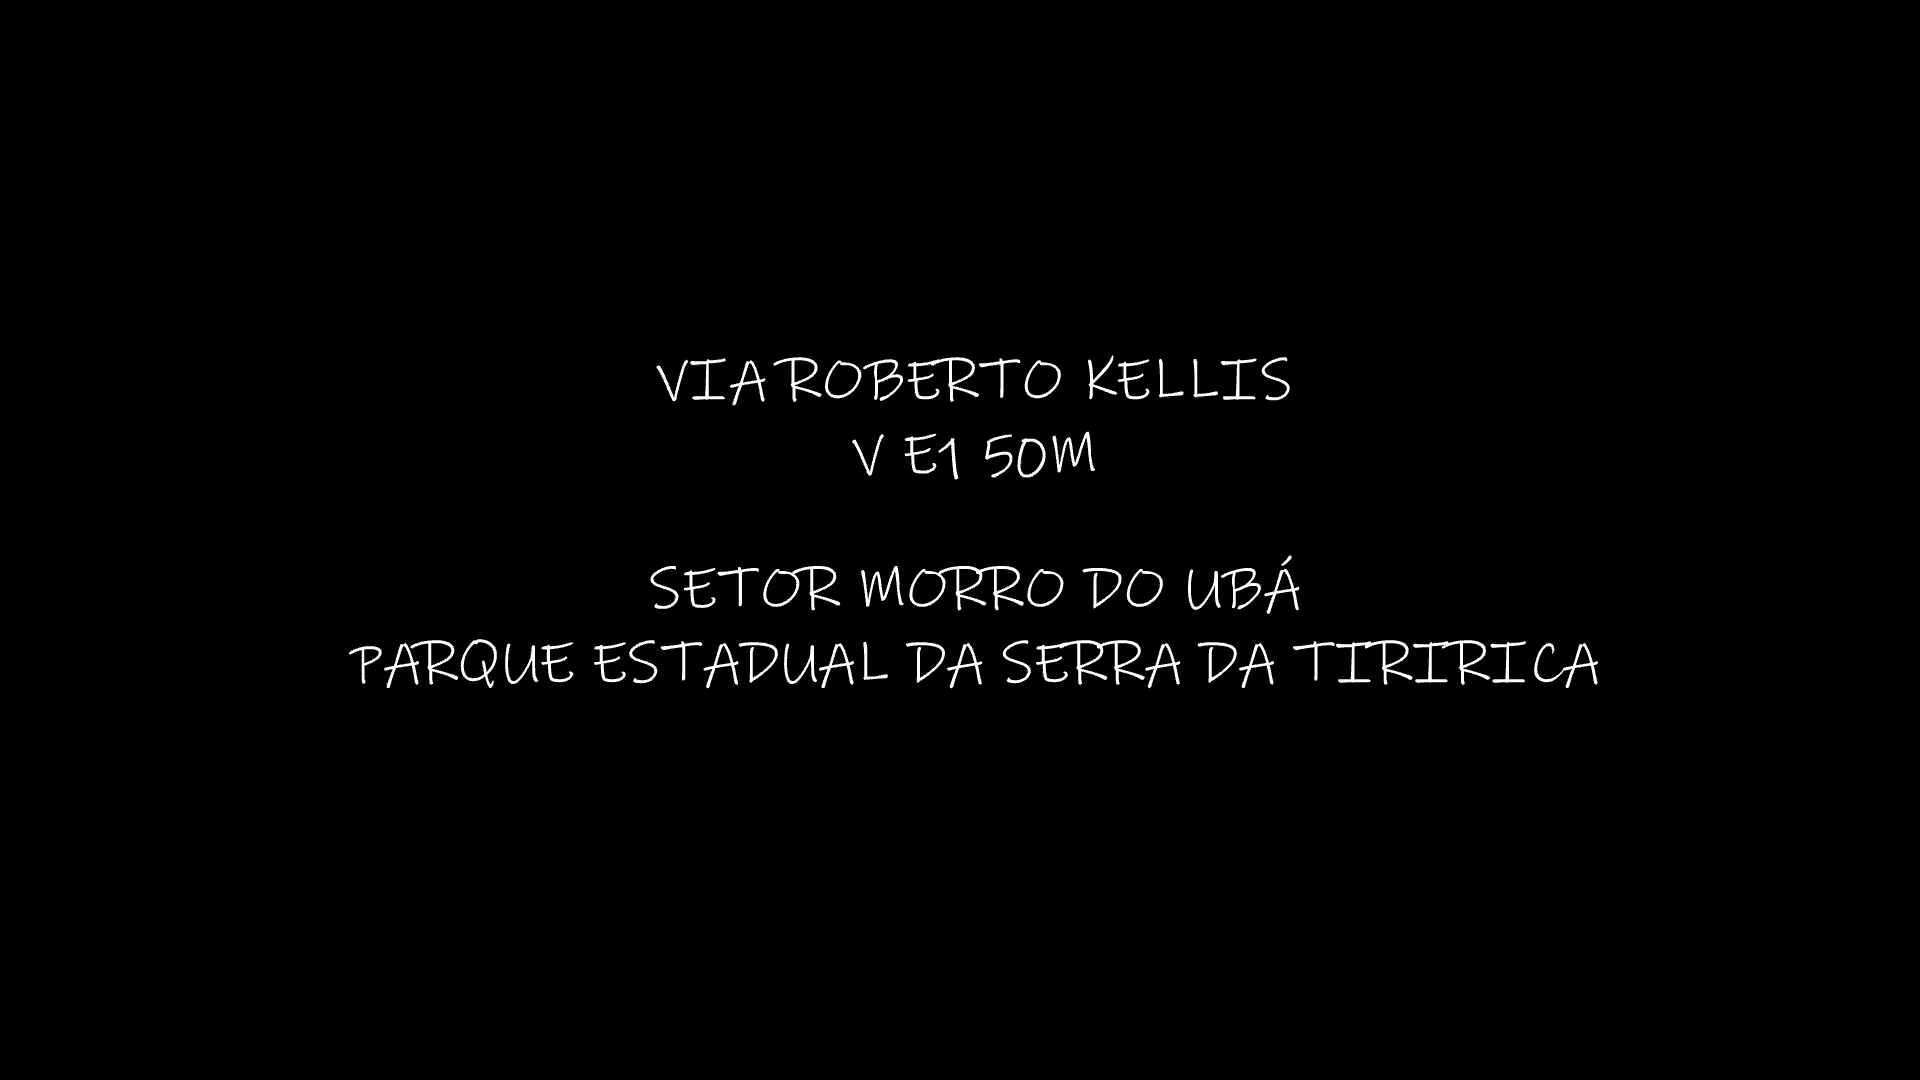 VIA ROBERTO KELLIS
V E1 50M
SETOR MORRO DO UBÁ
PARQUE ESTADUAL DA SERRA DA TIRIRICA